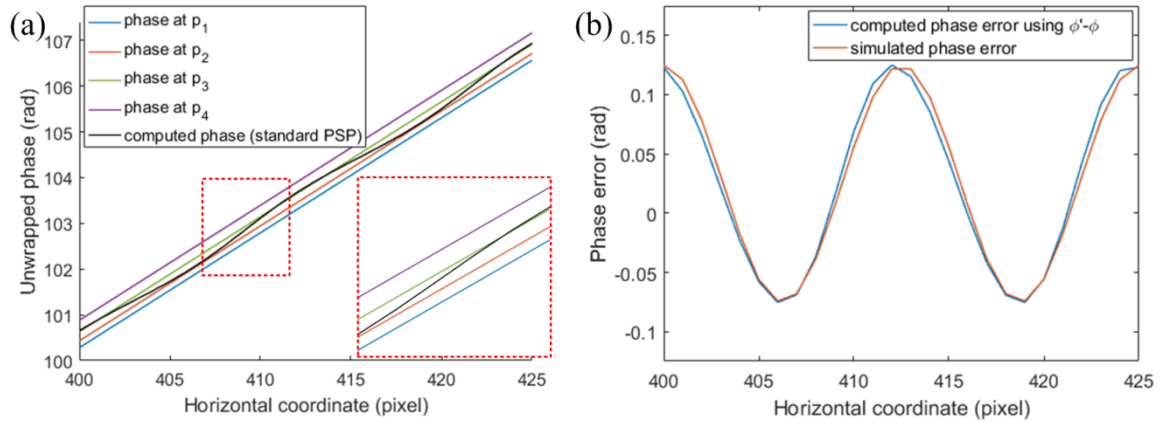 (a)
phase at p1
phase at p2
phase at p3
phase at p4
computed phase (standard PSP)
Unwrapped phase (rad)
107
106
105
104
103
102
101
100
400
405
410
415
420
425
Horizontal coordinate (pixel)
(b)
computed phase error using ϕ'-ϕ
simulated phase error
Phase error (rad)
0.15
0.1
0.05
0
-0.05
-0.1
400
405
410
415
420
425
Horizontal coordinate (pixel)